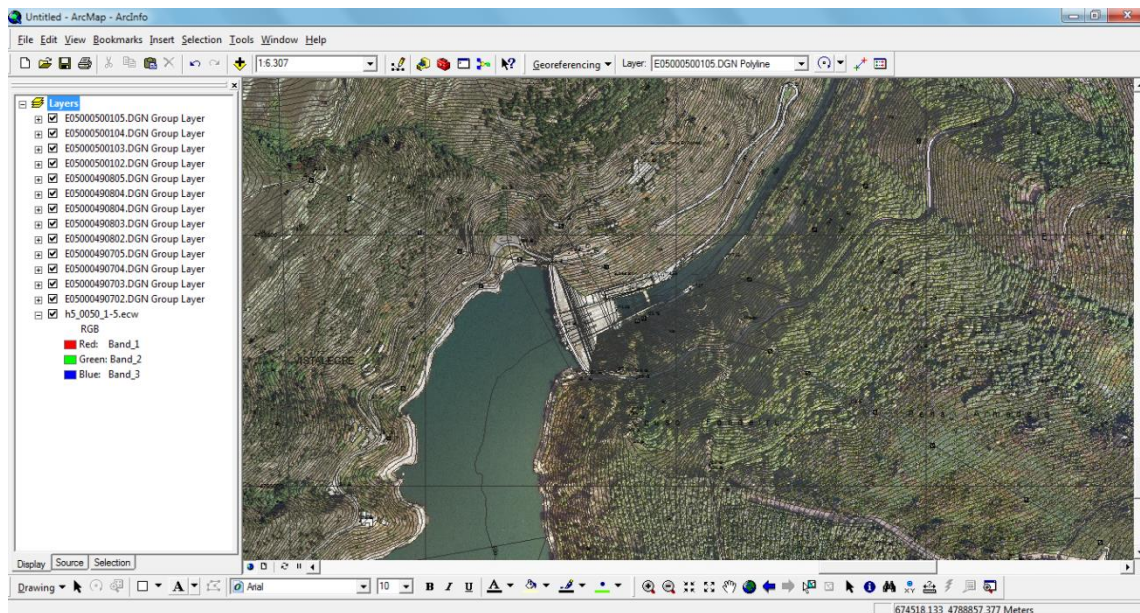 Untitled - ArcMap - ArcInfo
File Edit View Bookmarks Insert Selection Tools Window Help
1:6.307 Georeferencing Layer: E05000500105.DGN Polyline
Layers
E05000500105.DGN Group Layer
E05000500104.DGN Group Layer
E05000500103.DGN Group Layer
E05000500102.DGN Group Layer
E05000490805.DGN Group Layer
E05000490804.DGN Group Layer
E05000490804.DGN Group Layer
E05000490803.DGN Group Layer
E05000490802.DGN Group Layer
E05000490705.DGN Group Layer
E05000490704.DGN Group Layer
E05000490703.DGN Group Layer
E05000490702.DGN Group Layer
h5_0050_1-5.ecw
RGB
Red: Band_1
Green: Band_2
Blue: Band_3
VISTALEGRE
Display Source Selection
Drawing A Arial 10 B I U A
674518,133 4788857,377 Meters